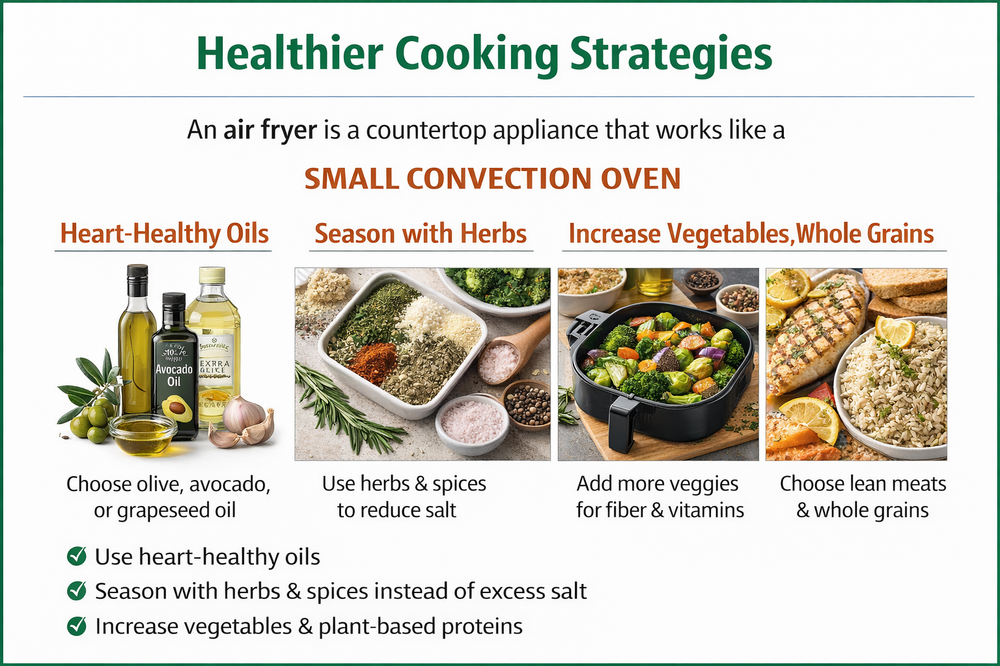 Healthier Cooking Strategies
An air fryer is a countertop appliance that works like a
SMALL CONVECTION OVEN
Heart-Healthy Oils
Season with Herbs
Increase Vegetables,Whole Grains
Avocado
Oil
EXRRA
Choose olive, avocado,
or grapeseed oil
Use herbs & spices
to reduce salt
Add more veggies
for fiber & vitamins
Choose lean meats
& whole grains
Use heart-healthy oils
Season with herbs & spices instead of excess salt
Increase vegetables & plant-based proteins